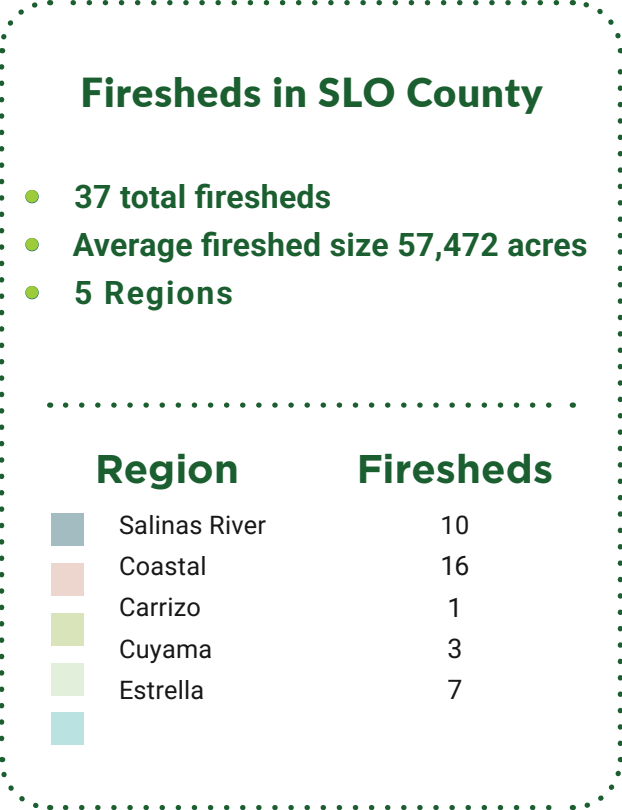 Firesheds in SLO County
37 total firesheds
Average fireshed size 57,472 acres
5 Regions
Region Firesheds
Salinas River 10
Coastal 16
Carrizo 1
Cuyama 3
Estrella 7